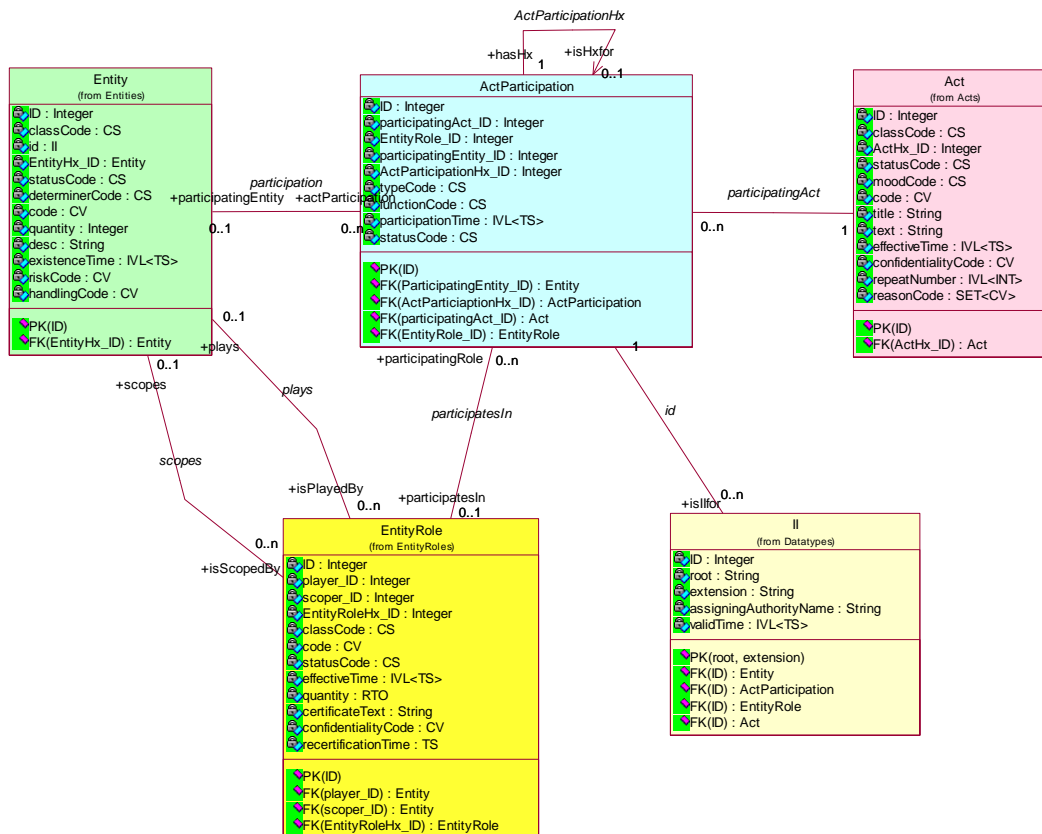 ActParticipationHx
+hasHx
+isHxfor
1
0..1
Entity
(from Entities)
ID : Integer
classCode : CS
id : II
EntityHx_ID : Entity
statusCode : CS
determinerCode : CS
code : CV
quantity : Integer
desc : String
existenceTime : IVL<TS>
riskCode : CV
handlingCode : CV
PK(ID)
FK(EntityHx_ID) : Entity
participation
+participatingEntity
+actParticipation
0..1
0..n
ActParticipation
ID : Integer
participatingAct_ID : Integer
EntityRole_ID : Integer
participatingEntity_ID : Integer
ActParticipationHx_ID : Integer
typeCode : CS
functionCode : CS
participationTime : IVL<TS>
statusCode : CS
PK(ID)
FK(ParticipatingEntity_ID) : Entity
FK(ActParticiaptionHx_ID) : ActParticipation
FK(participatingAct_ID) : Act
FK(EntityRole_ID) : EntityRole
participatingAct
0..n
1
Act
(from Acts)
ID : Integer
classCode : CS
ActHx_ID : Integer
statusCode : CS
moodCode : CS
code : CV
title : String
text : String
effectiveTime : IVL<TS>
confidentialityCode : CV
repeatNumber : IVL<INT>
reasonCode : SET<CV>
PK(ID)
FK(ActHx_ID) : Act
0..1
+plays
0..1
+scopes
plays
scopes
+isPlayedBy
0..n
0..n
+isScopedBy
+participatingRole
0..n
participatesIn
+participatesIn
0..1
1
id
0..n
+isIIfor
EntityRole
(from EntityRoles)
ID : Integer
player_ID : Integer
scoper_ID : Integer
EntityRoleHx_ID : Integer
classCode : CS
code : CV
statusCode : CS
effectiveTime : IVL<TS>
quantity : RTO
certificateText : String
confidentialityCode : CV
recertificationTime : TS
PK(ID)
FK(player_ID) : Entity
FK(scoper_ID) : Entity
FK(EntityRoleHx_ID) : EntityRole
II
(from Datatypes)
ID : Integer
root : String
extension : String
assigningAuthorityName : String
validTime : IVL<TS>
PK(root, extension)
FK(ID) : Entity
FK(ID) : ActParticipation
FK(ID) : EntityRole
FK(ID) : Act